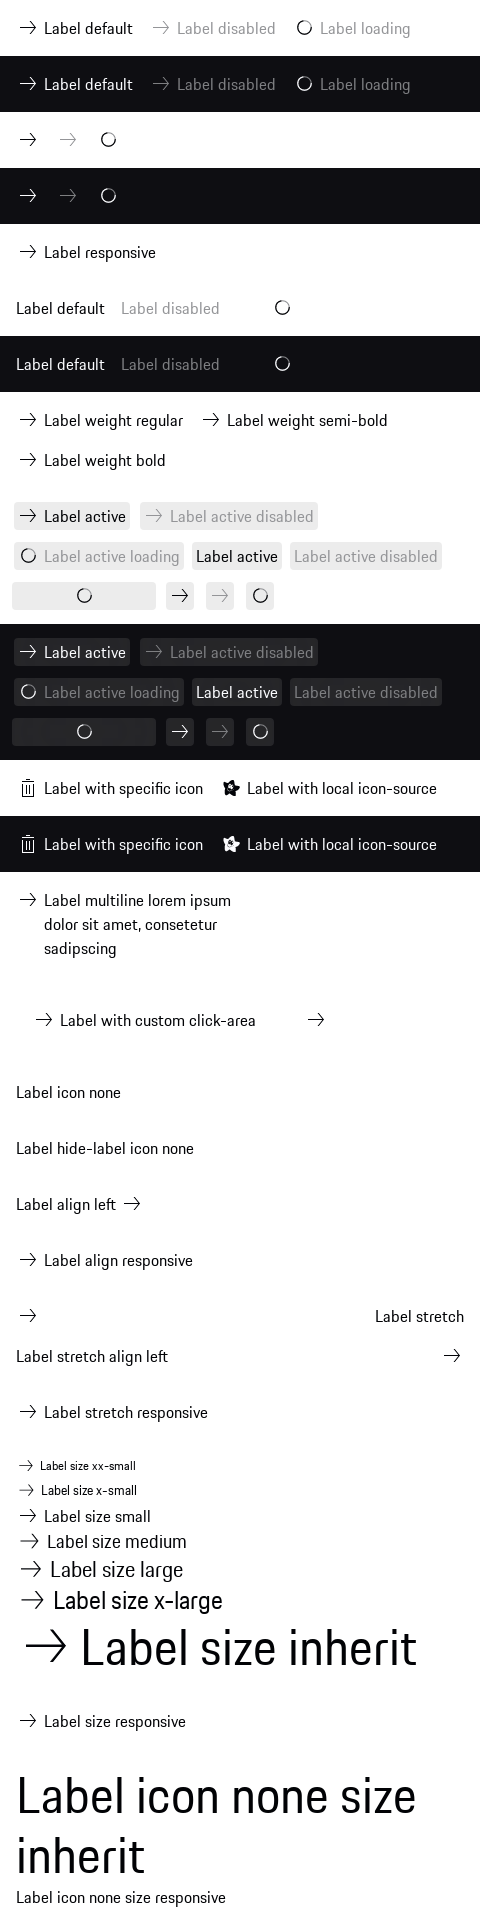 Label default Label disabled Label loading
Label default Label disabled Label loading
Label responsive
Label default Label disabled
Label default Label disabled
Label weight regular Label weight semi-bold
Label weight bold
Label active Label active disabled
Label active loading Label active Label active disabled
Label active Label active disabled
Label active loading Label active Label active disabled
Label with specific icon Label with local icon-source
Label with specific icon Label with local icon-source
Label multiline lorem ipsum
dolor sit amet, consetetur
sadipscing
Label with custom click-area
Label icon none
Label hide-label icon none
Label align left
Label align responsive
Label stretch
Label stretch align left
Label stretch responsive
Label size xx-small
Label size x-small
Label size small
Label size medium
Label size large
Label size x-large
Label size inherit
Label size responsive
Label icon none size
inherit
Label icon none size responsive